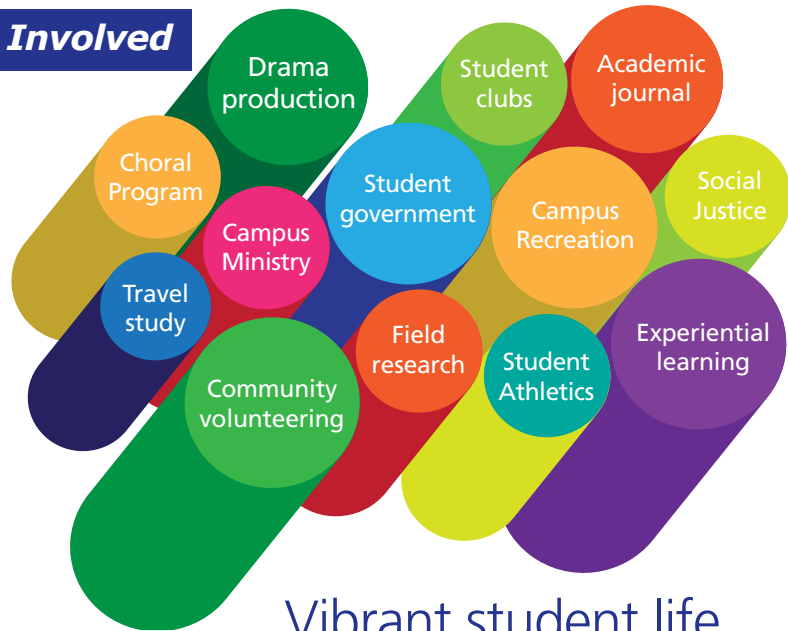 Involved
Drama
production
Student
clubs
Academic
journal
Choral
Program
Campus
Ministry
Student
government
Campus
Recreation
Social
Justice
Travel
study
Community
volunteering
Field
research
Student
Athletics
Experiential
learning
Vibrant student life